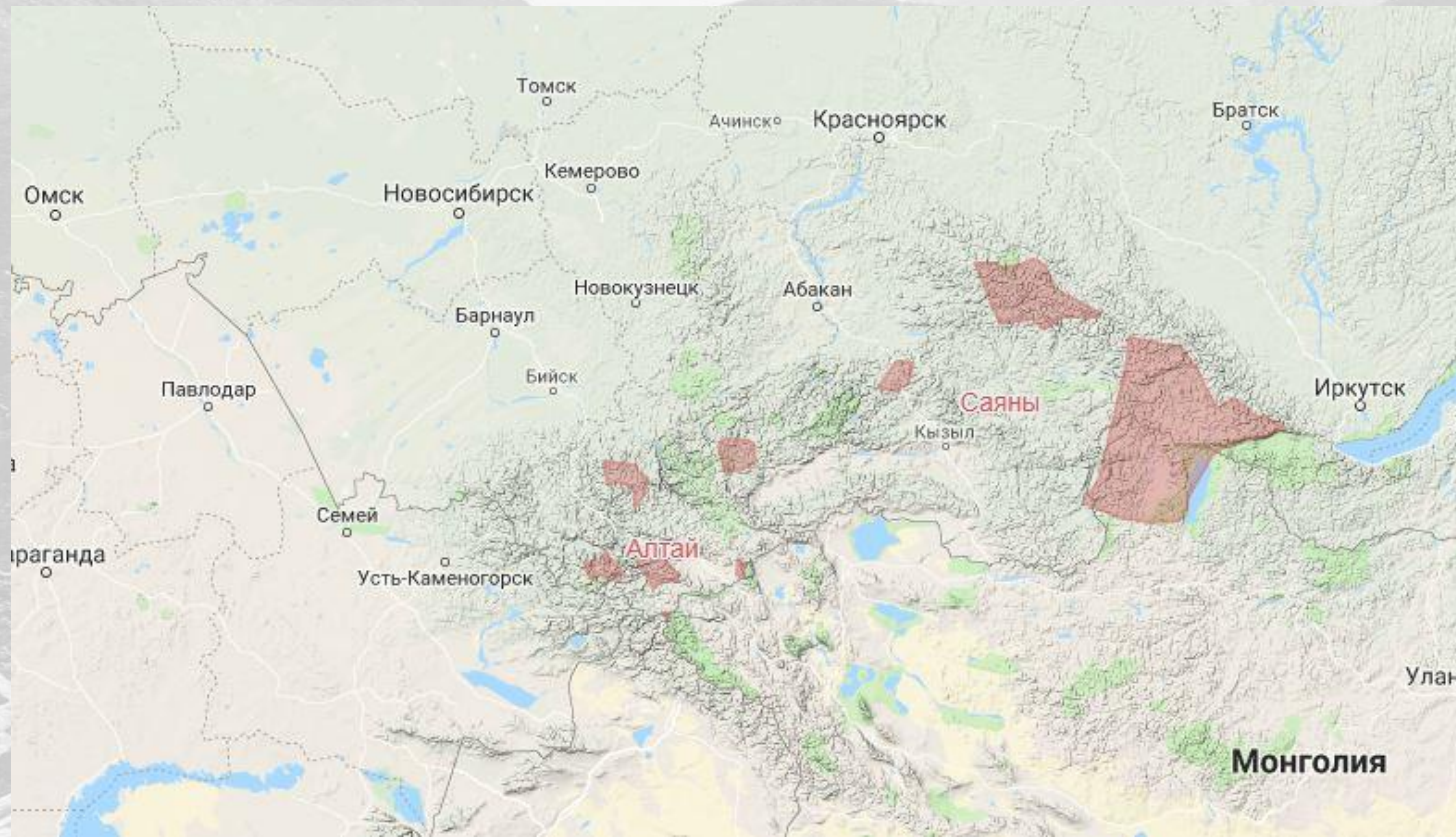 Томск
Ачинск
Красноярск
Братск
Кемерово
Омск
Новосибирск
Новокузнецк
Абакан
Барнаул
Бийск
Павлодар
Иркутск
Саяны
Кызыл
Семей
Алтай
араганда
Усть-Каменогорск
Улан
Монголия